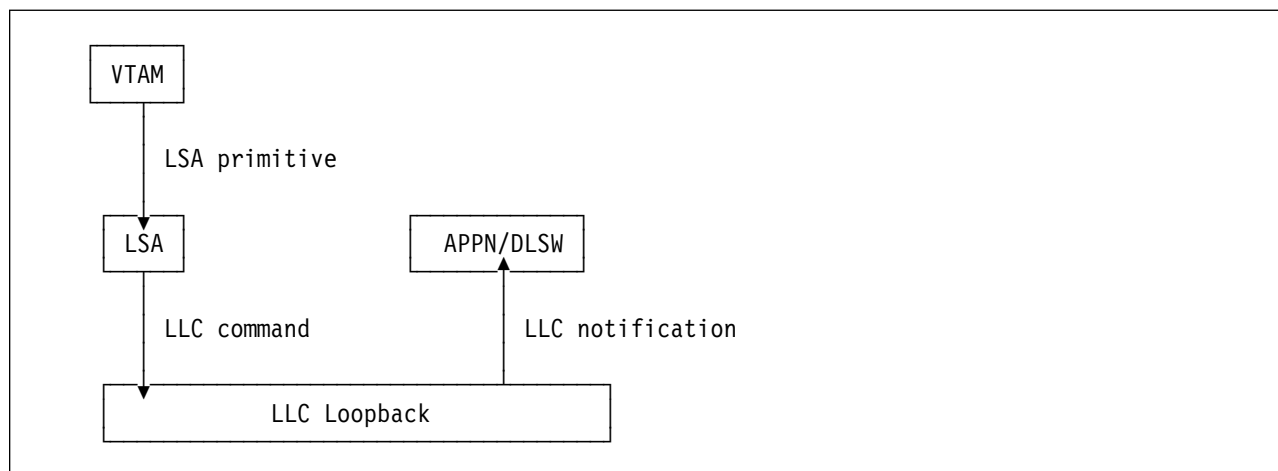 VTAM
LSA primitive
LSA
APPN/DLSW
LLC command
LLC notification
LLC Loopback